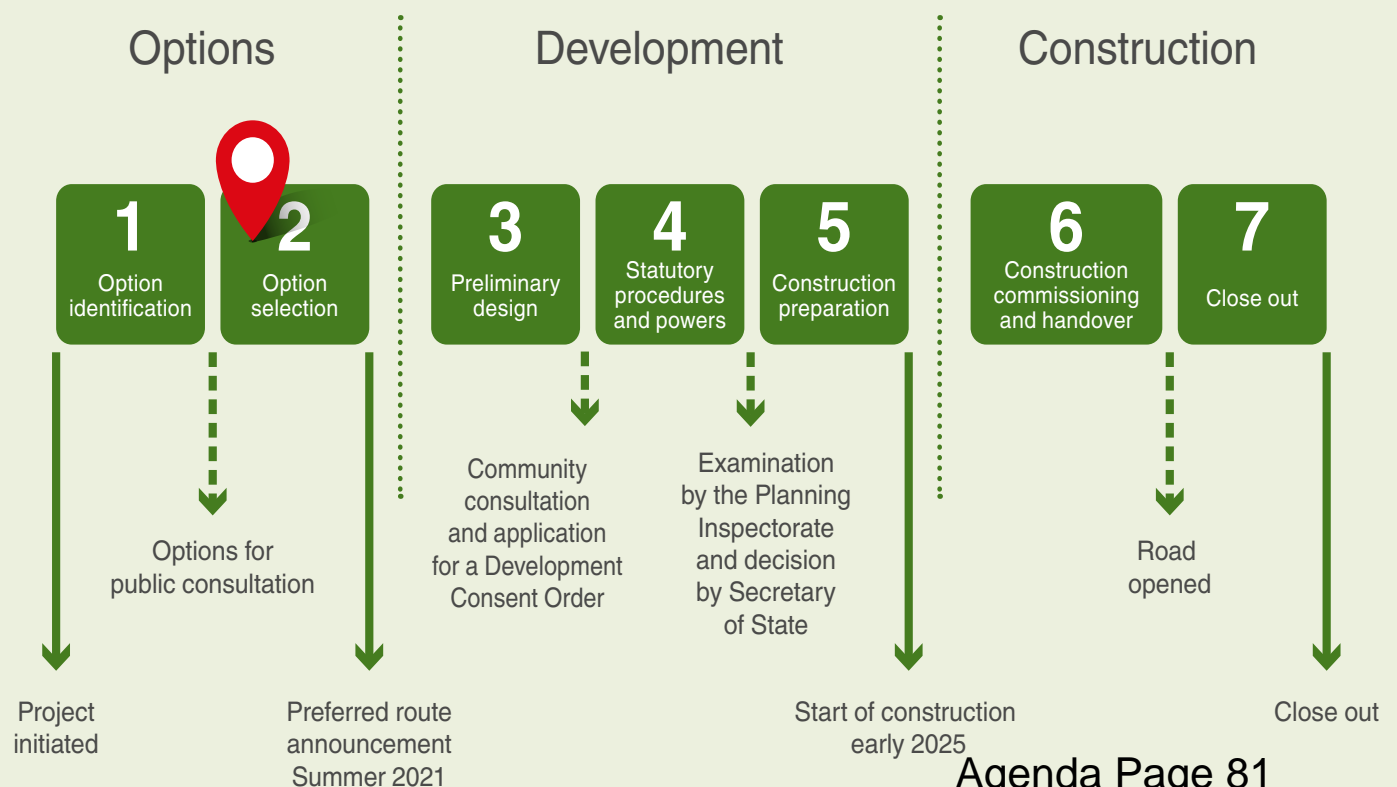 Options
Development
Construction
1
Option
identification
2
Option
selection
3
Preliminary
design
4
Statutory
procedures
and powers
5
Construction
preparation
6
Construction
commissioning
and handover
7
Close out
Options for
public consultation
Community
consultation
and application
for a Development
Consent Order
Examination
by the Planning
Inspectorate
and decision
by Secretary
of State
Road
opened
Project
initiated
Preferred route
announcement
Summer 2021
Start of construction
early 2025
Close out
Agenda Page 81